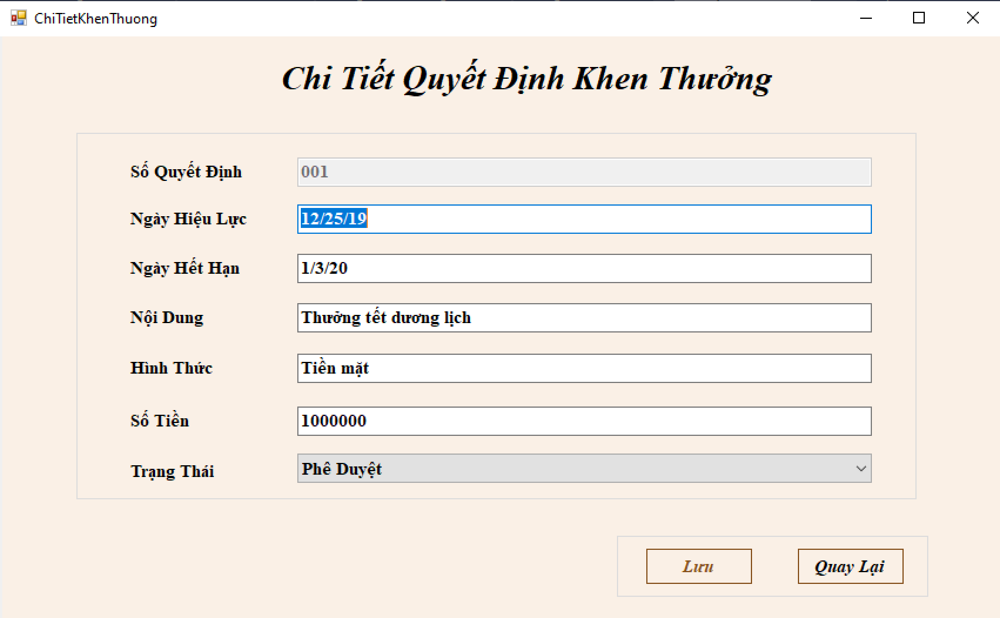 ChiTietKhenThuong
Chi Tiết Quyết Định Khen Thưởng
Số Quyết Định 001
Ngày Hiệu Lực 12/25/19
Ngày Hết Hạn 1/3/20
Nội Dung Thưởng tết dương lịch
Hình Thức Tiền mặt
Số Tiền 1000000
Trạng Thái Phê Duyệt
Lưu Quay Lại